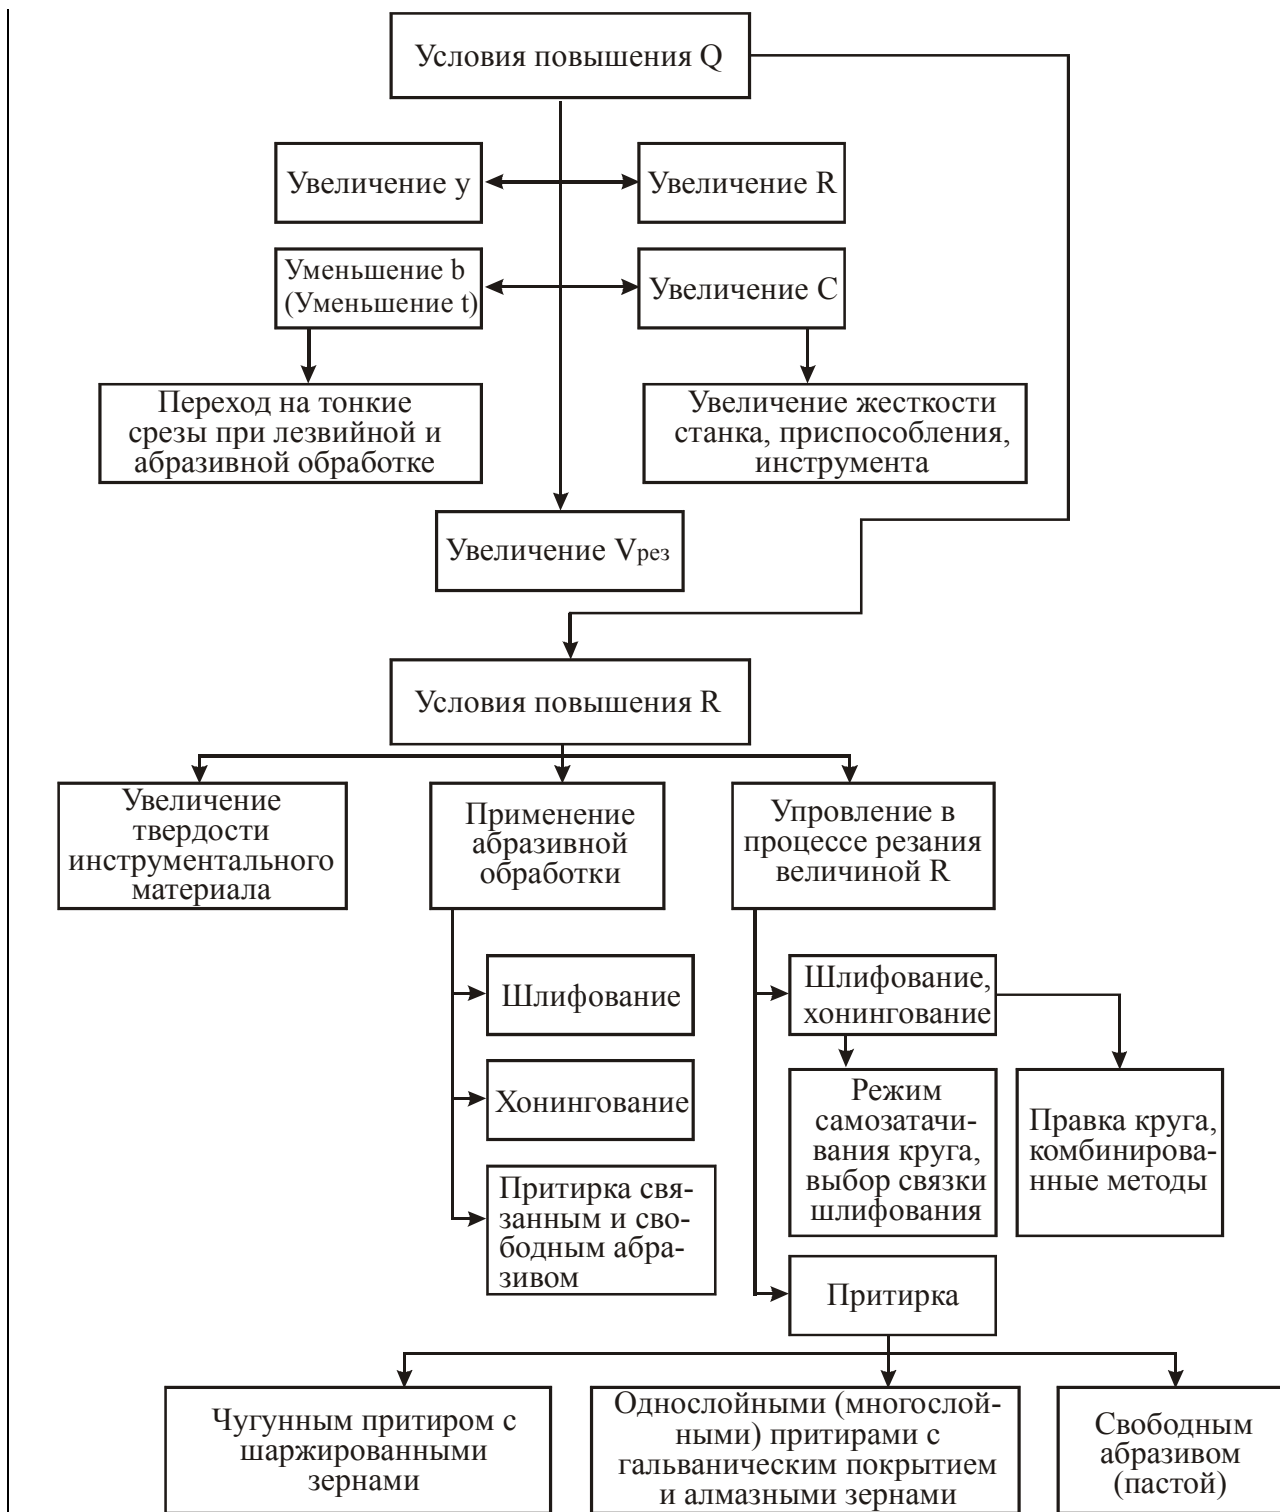 Условия повышения Q
Увеличение y
Увеличение R
Уменьшение b
(Уменьшение t)
Увеличение C
Переход на тонкие
срезы при лезвийной и
абразивной обработке
Увеличение жесткости
станка, приспособления,
инструмента
Увеличение Vрез
Условия повышения R
Увеличение
твердости
инструментального
материала
Применение
абразивной
обработки
Упровление в
процессе резания
величиной R
Шлифование
Хонингование
Притирка свя-
занным и сво-
бодным абра-
зивом
Шлифование,
хонингование
Режим
самозатачи-
вания круга,
выбор связки
шлифования
Правка круга,
комбинирова-
нные методы
Притирка
Чугунным притиром с
шаржированными
зернами
Однослойными (многослой-
ными) притирами с
гальваническим покрытием
и алмазными зернами
Свободным
абразивом
(пастой)